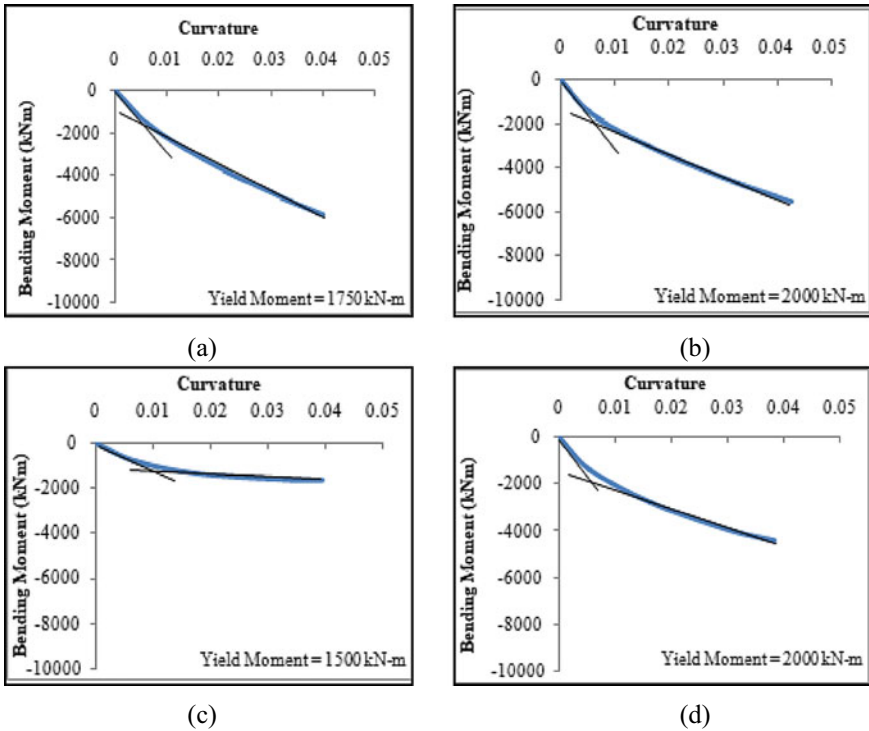 Curvature
0 0.01 0.02 0.03 0.04 0.05
Bending Moment (kNm)
0
-2000
-4000
-6000
-8000
-10000
Yield Moment = 1750 kN-m
(a)
Curvature
0 0.01 0.02 0.03 0.04 0.05
Bending Moment (kNm)
0
-2000
-4000
-6000
-8000
-10000
Yield Moment = 2000 kN-m
(b)
Curvature
0 0.01 0.02 0.03 0.04 0.05
Bending Moment (kNm)
0
-2000
-4000
-6000
-8000
-10000
Yield Moment = 1500 kN-m
(c)
Curvature
0 0.01 0.02 0.03 0.04 0.05
Bending Moment (kNm)
0
-2000
-4000
-6000
-8000
-10000
Yield Moment = 2000 kN-m
(d)